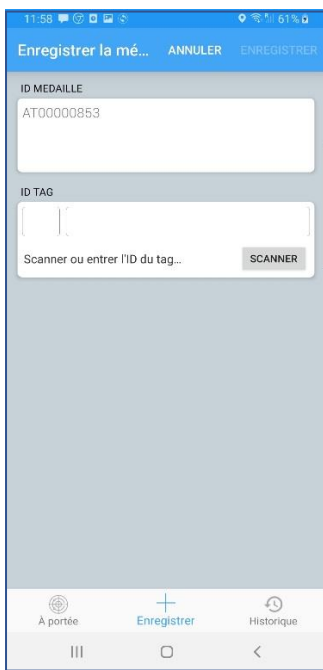 11:58 61%
Enregistrer la mé... ANNULER ENREGISTRER
ID MEDAILLE
AT00000853
ID TAG
Scanner ou entrer l'ID du tag... SCANNER
À portée Enregistrer Historique